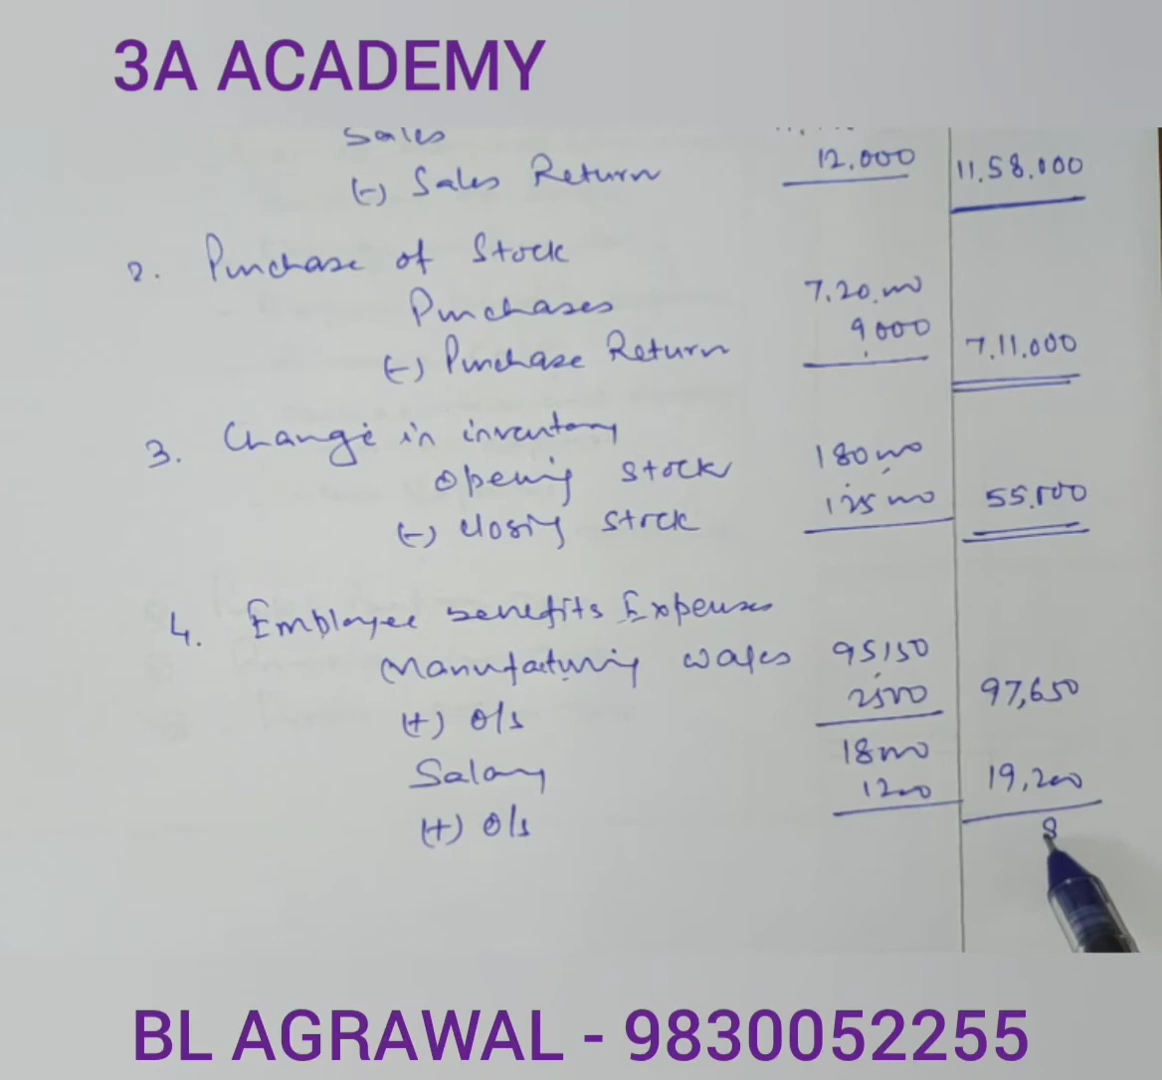 3A ACADEMY
Sales
(-) Sales Return 12.000 11.58.000
2. Purchase of Stock
Purchases 7.20.000
(-) Purchase Return 9000 7.11.000
3. Change in inventory
Opening Stock 180000
(-) Closing Stock 125000 55.000
4. Employee benefits Expenses
Manufacturing wages 95150
(+) o/s 2500 97,650
Salary 18000
(+) o/s 1200 19,200
8
BL AGRAWAL - 9830052255